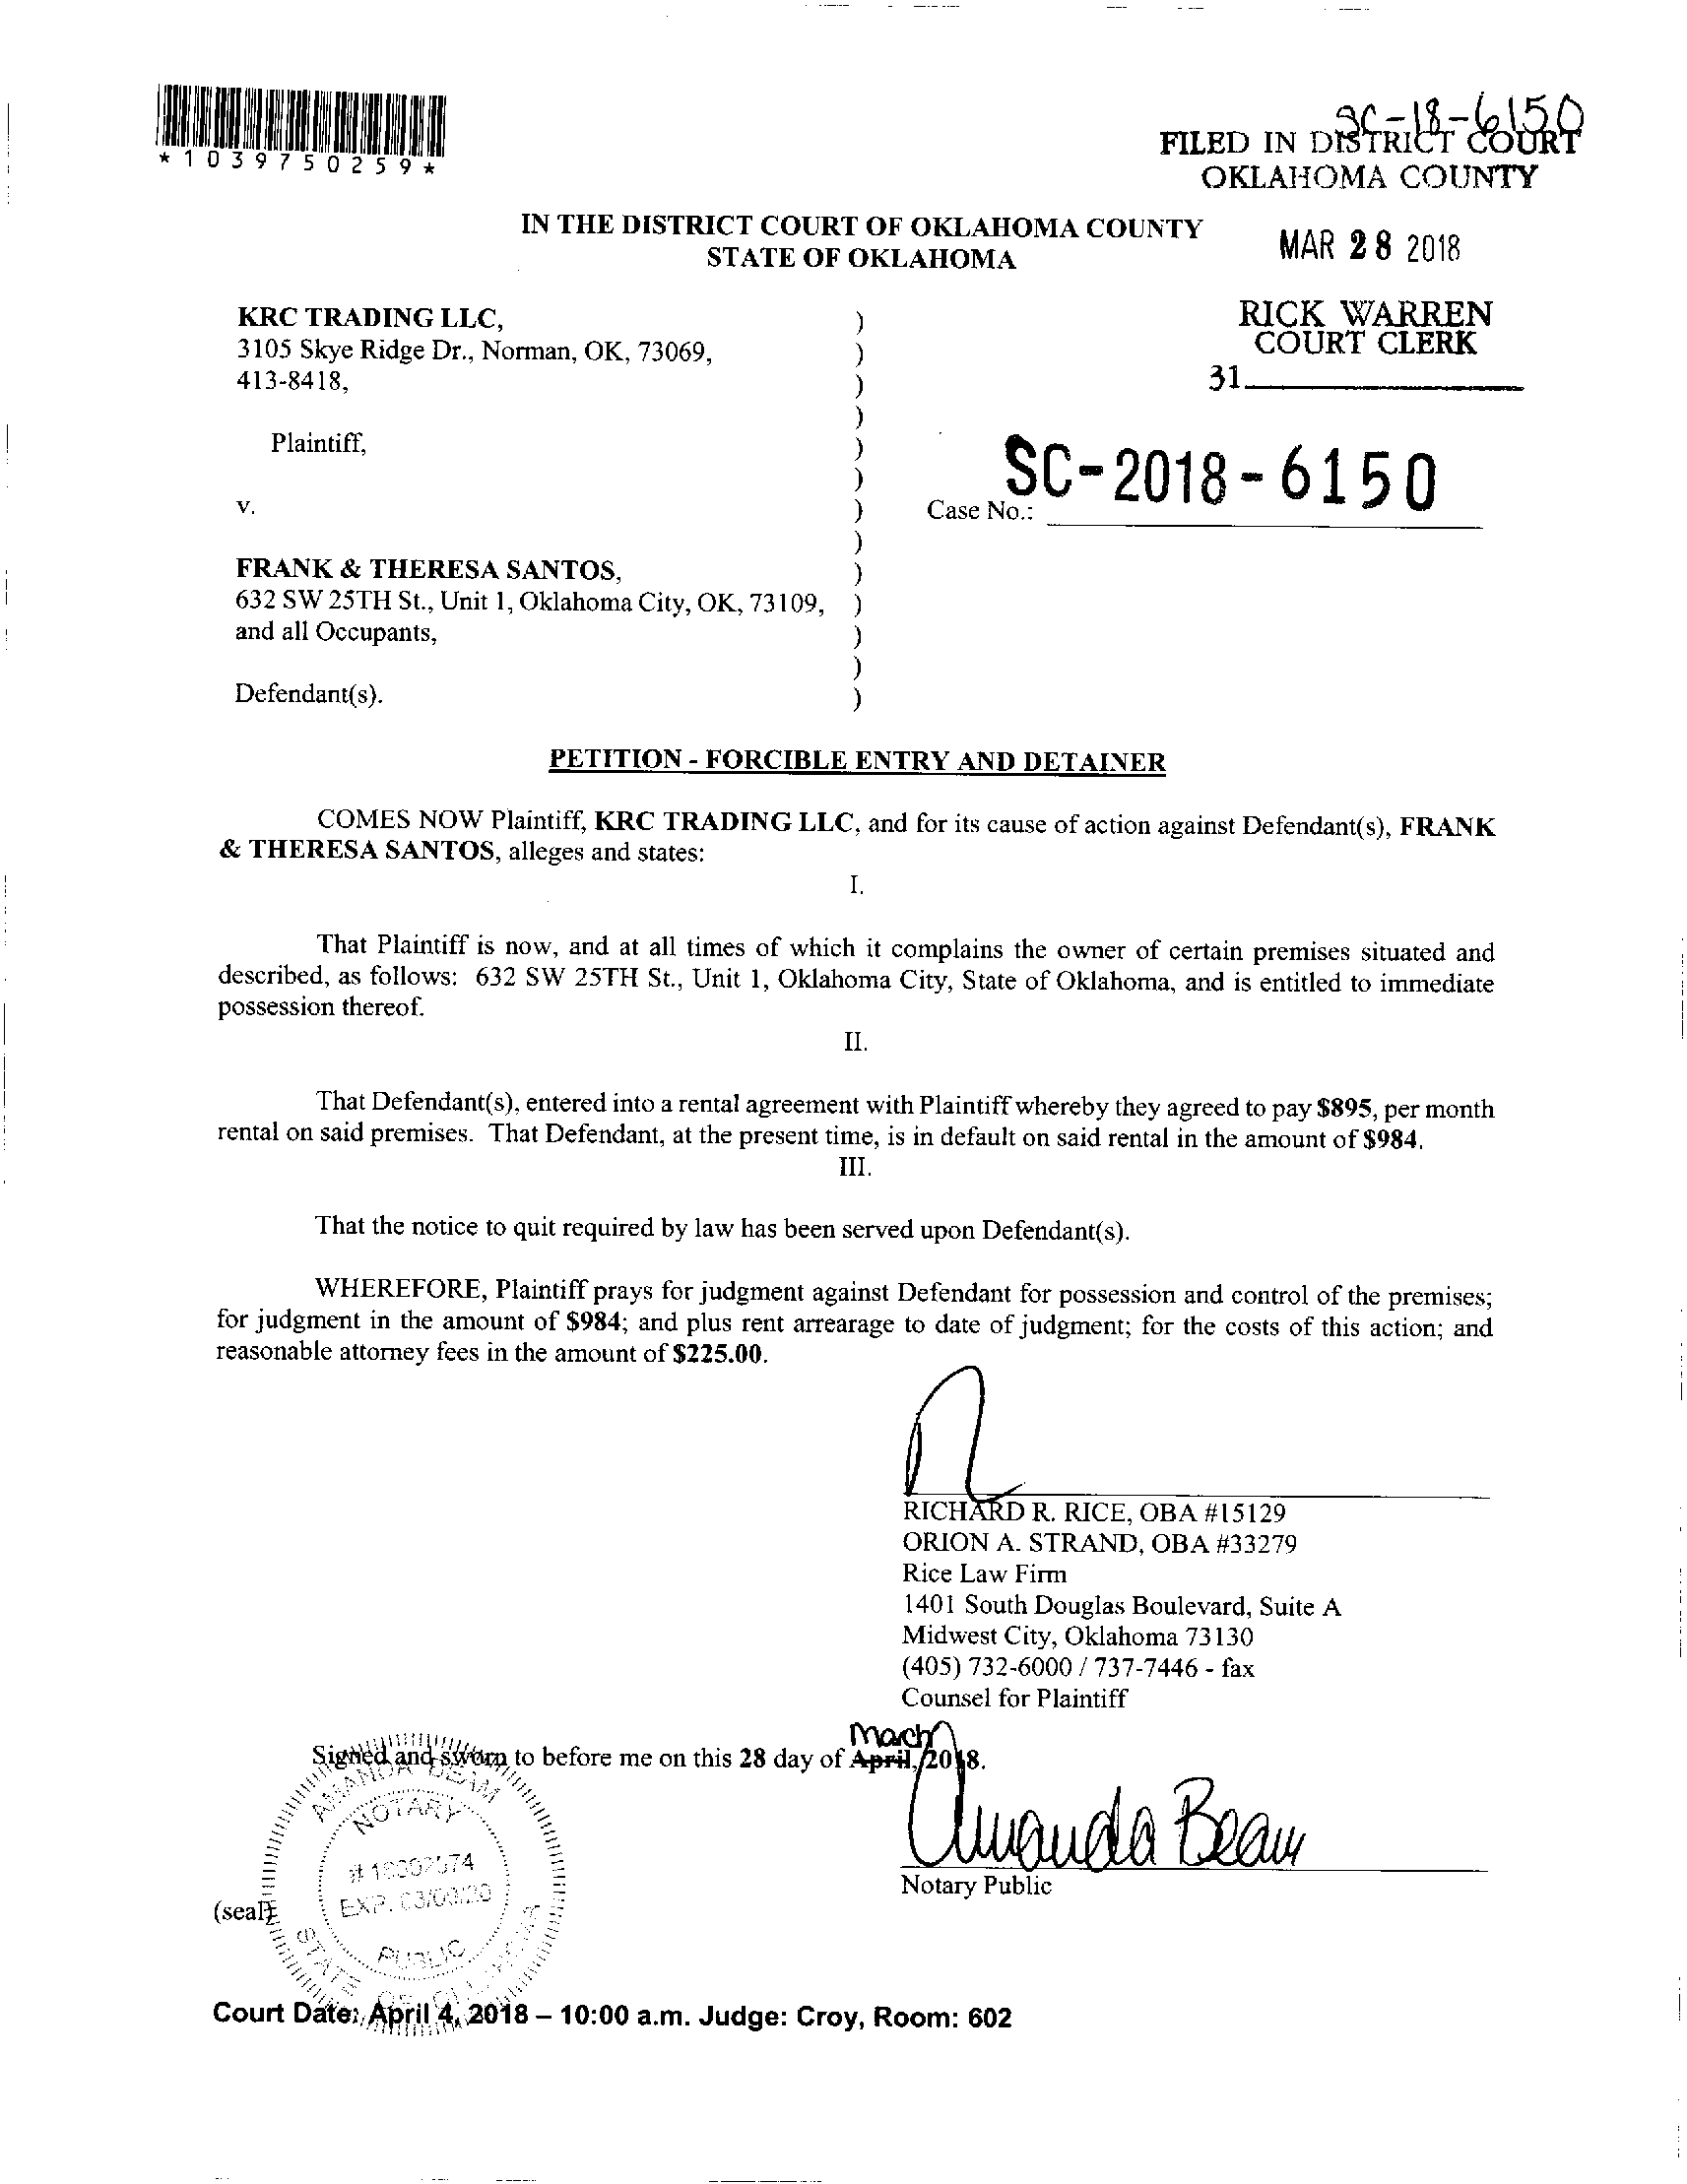 SC-18-6150
*1039750259*
FILED IN DISTRICT COURT
OKLAHOMA COUNTY
IN THE DISTRICT COURT OF OKLAHOMA COUNTY
STATE OF OKLAHOMA
MAR 28 2018
KRC TRADING LLC, )
3105 Skye Ridge Dr., Norman, OK, 73069, )
413-8418, )
)
Plaintiff, )
)
v. )
)
FRANK & THERESA SANTOS, )
632 SW 25TH St., Unit 1, Oklahoma City, OK, 73109, )
and all Occupants, )
)
Defendant(s). )
RICK WARREN
COURT CLERK
31
SC-2018-6150
Case No.:
PETITION - FORCIBLE ENTRY AND DETAINER
COMES NOW Plaintiff, KRC TRADING LLC, and for its cause of action against Defendant(s), FRANK
& THERESA SANTOS, alleges and states:
I.
That Plaintiff is now, and at all times of which it complains the owner of certain premises situated and
described, as follows: 632 SW 25TH St., Unit 1, Oklahoma City, State of Oklahoma, and is entitled to immediate
possession thereof.
II.
That Defendant(s), entered into a rental agreement with Plaintiff whereby they agreed to pay $895, per month
rental on said premises. That Defendant, at the present time, is in default on said rental in the amount of $984.
III.
That the notice to quit required by law has been served upon Defendant(s).
WHEREFORE, Plaintiff prays for judgment against Defendant for possession and control of the premises;
for judgment in the amount of $984; and plus rent arrearage to date of judgment; for the costs of this action; and
reasonable attorney fees in the amount of $225.00.
RICHARD R. RICE, OBA #15129
ORION A. STRAND, OBA #33279
Rice Law Firm
1401 South Douglas Boulevard, Suite A
Midwest City, Oklahoma 73130
(405) 732-6000 / 737-7446 - fax
Counsel for Plaintiff
March
Signed and sworn to before me on this 28 day of April, 2018.
Amanda Beam
Notary Public
AMANDA BEAM
NOTARY
PUBLIC
STATE OF OKLAHOMA
(seal)
Court Date: April 4, 2018 – 10:00 a.m. Judge: Croy, Room: 602